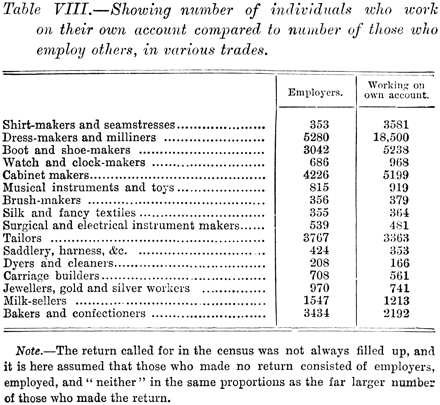 Table VIII.—Showing number of individuals who work
on their own account compared to number of those who
employ others, in various trades.
Employers. Working on
own account.
Shirt-makers and seamstresses........................ 353 3581
Dress-makers and milliners ........................ 5280 18,500
Boot and shoe-makers ........................ 3042 5238
Watch and clock-makers ........................ 686 968
Cabinet makers........................ 4226 5199
Musical instruments and toys........................ 815 919
Brush-makers ........................ 356 379
Silk and fancy textiles ........................ 355 364
Surgical and electrical instrument makers...... 539 481
Tailors ........................ 3767 3363
Saddlery, harness, &c. ........................ 424 353
Dyers and cleaners........................ 208 166
Carriage builders........................ 708 561
Jewellers, gold and silver workers ............... 970 741
Milk-sellers ........................ 1547 1213
Bakers and confectioners ........................ 3434 2192
Note.—The return called for in the census was not always filled up, and
it is here assumed that those who made no return consisted of employers,
employed, and "neither" in the same proportions as the far larger number
of those who made the return.